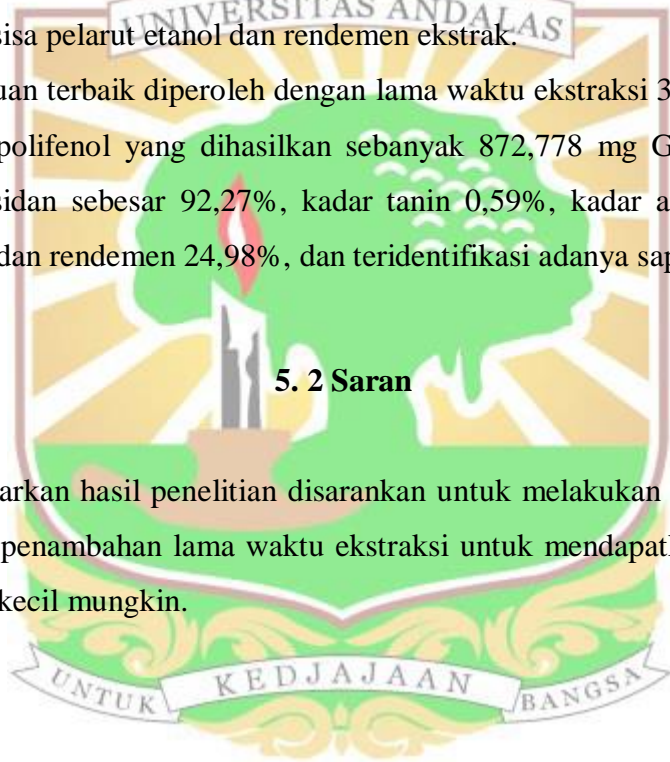 UNIVERSITAS ANDALAS
sisa pelarut etanol dan rendemen ekstrak.
uan terbaik diperoleh dengan lama waktu ekstraksi 3
polifenol yang dihasilkan sebanyak 872,778 mg G
sidan sebesar 92,27%, kadar tanin 0,59%, kadar a
dan rendemen 24,98%, dan teridentifikasi adanya sap
5. 2 Saran
arkan hasil penelitian disarankan untuk melakukan
penambahan lama waktu ekstraksi untuk mendapat
kecil mungkin.
UNTUK KEDJAJAAN BANGSA